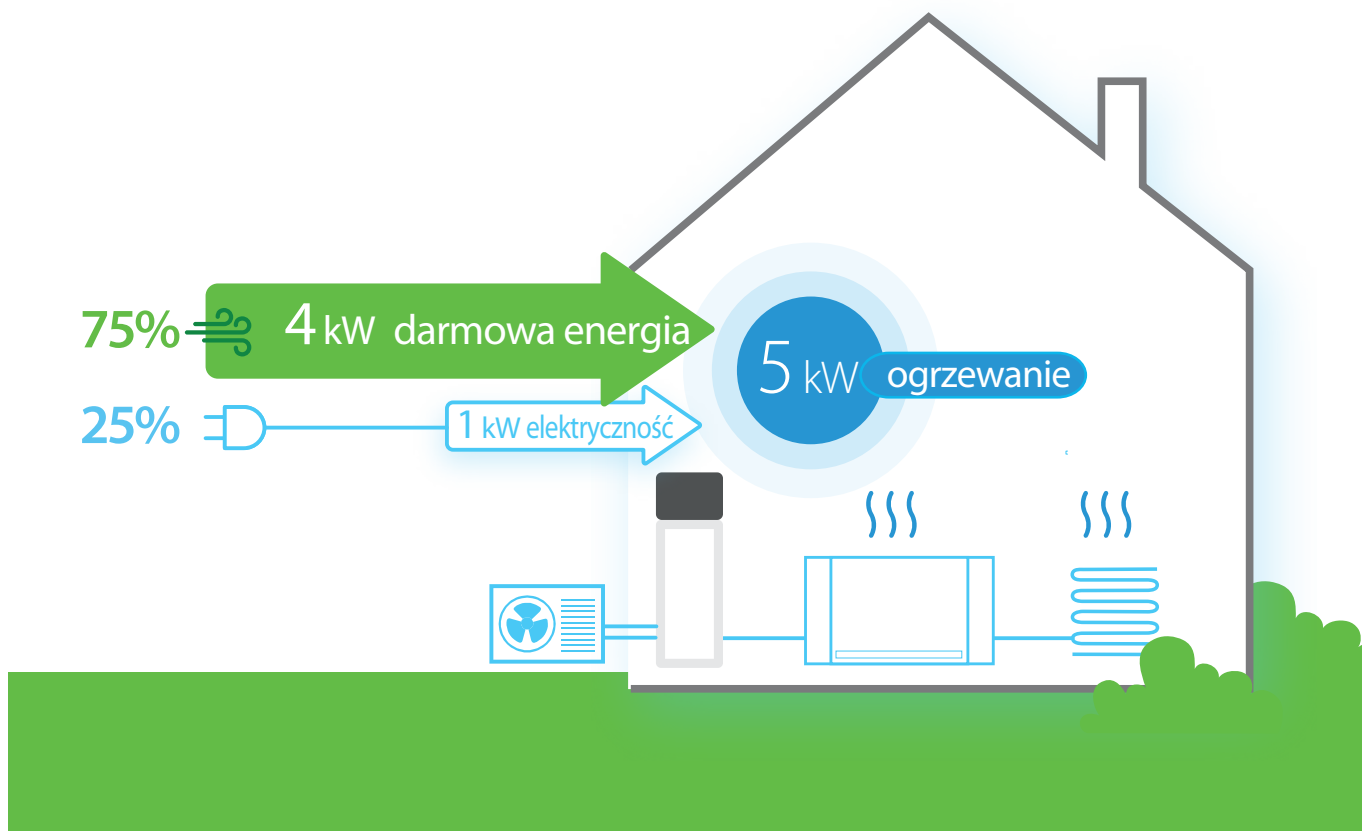 75%
4 kW darmowa energia
5 kW ogrzewanie
25%
1 kW elektryczność